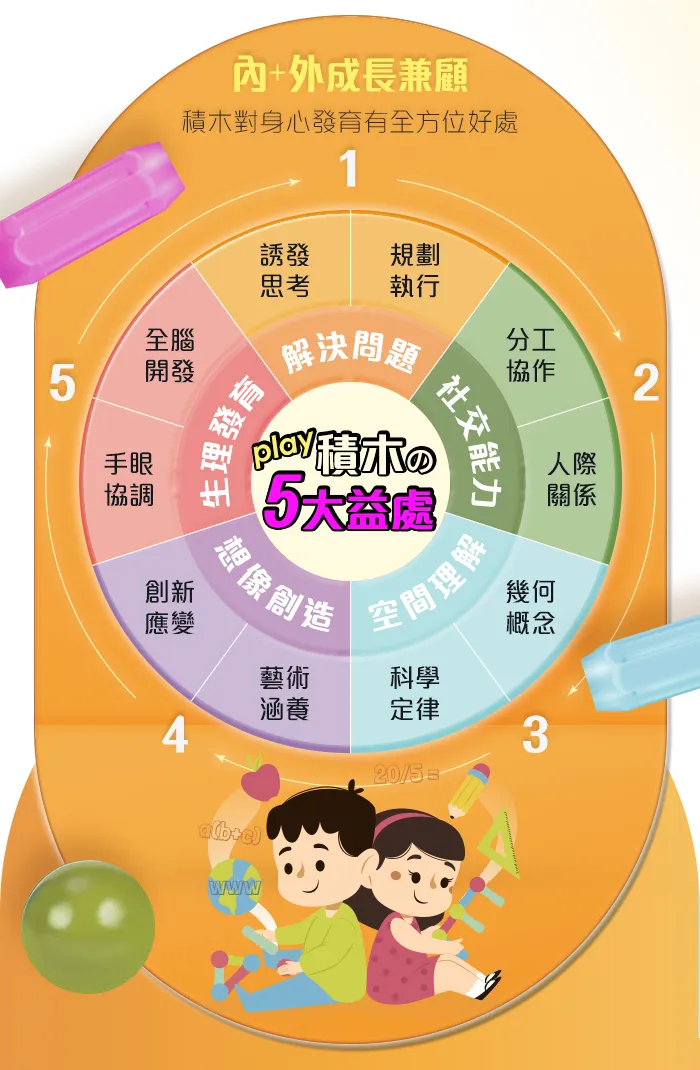 內+外成長兼顧
積木對身心發育有全方位好處
1
誘發
思考
規劃
執行
解決問題
2
分工
協作
人際
關係
社交能力
3
幾何
概念
科學
定律
空間理解
4
藝術
涵養
創新
應變
想像創造
5
手眼
協調
全腦
開發
生理發育
play積木の
5大益處
20/5=
a(b+c)
WWW